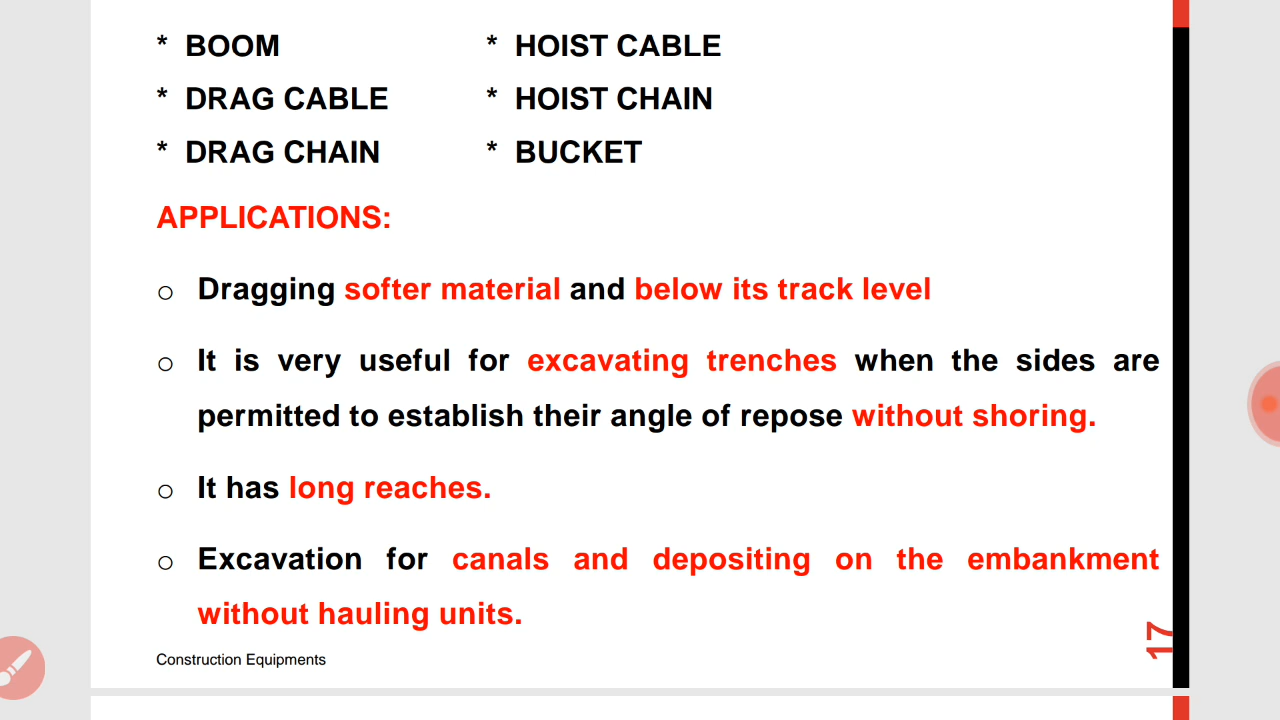 * BOOM * HOIST CABLE
* DRAG CABLE * HOIST CHAIN
* DRAG CHAIN * BUCKET
APPLICATIONS:
o Dragging softer material and below its track level
o It is very useful for excavating trenches when the sides are
permitted to establish their angle of repose without shoring.
o It has long reaches.
o Excavation for canals and depositing on the embankment
without hauling units.
Construction Equipments
17